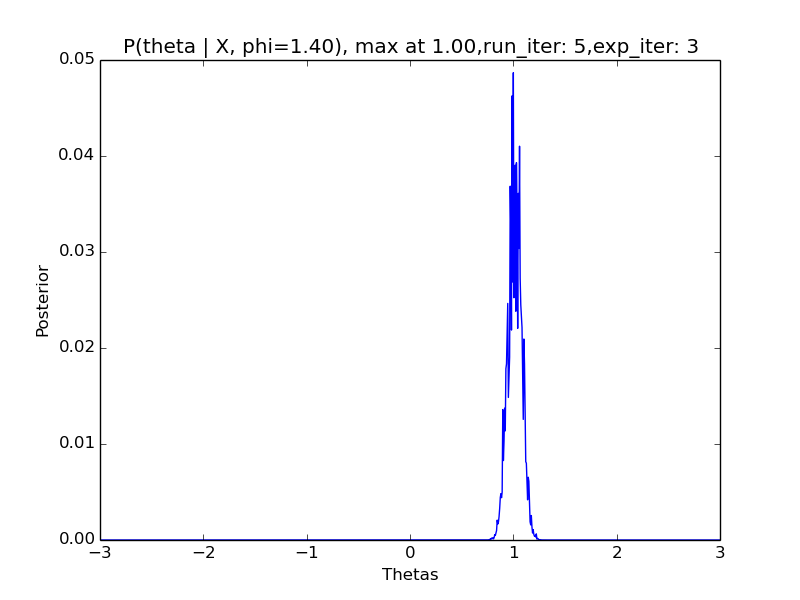 P(theta | X, phi=1.40), max at 1.00,run_iter: 5,exp_iter: 3
0.05
0.04
0.03
0.02
0.01
0.00
Posterior
−3 −2 −1 0 1 2 3
Thetas